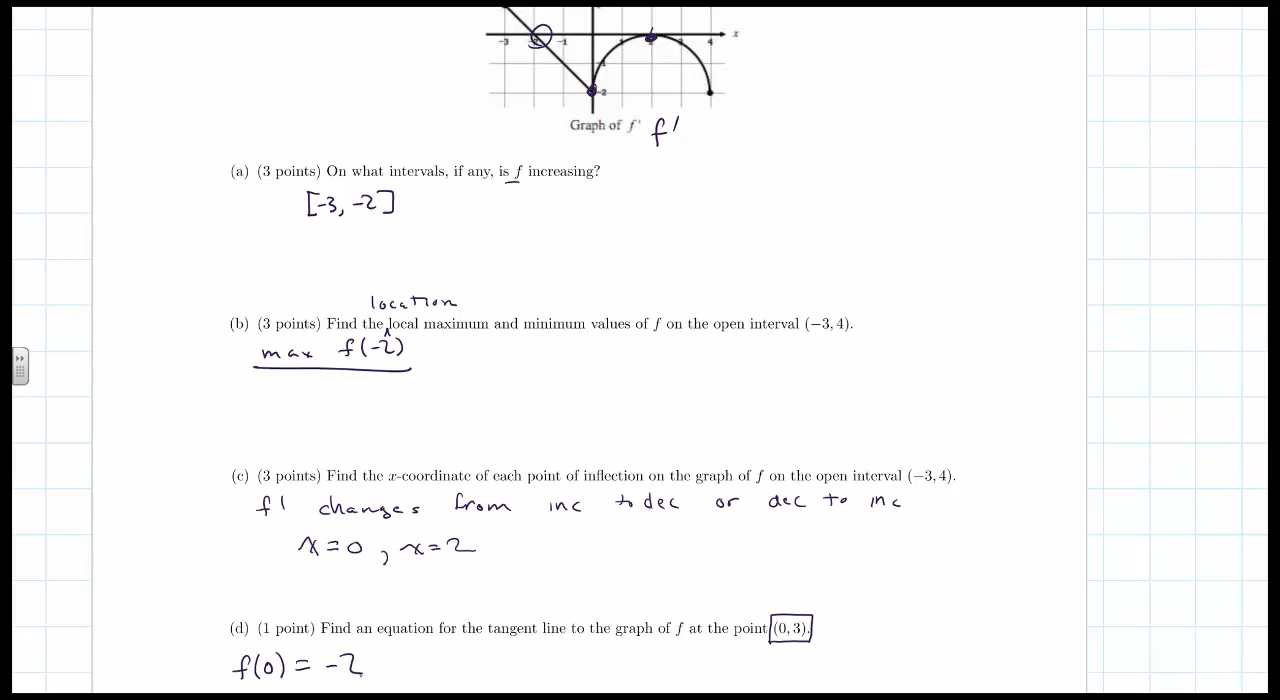 -3 -1 1 2 3 4 x
-1
-2
Graph of f' f'
(a) (3 points) On what intervals, if any, is f increasing?
[-3, -2]
location
(b) (3 points) Find the local maximum and minimum values of f on the open interval (−3, 4).
max f(-2)
(c) (3 points) Find the x-coordinate of each point of inflection on the graph of f on the open interval (−3, 4).
f' changes from inc to dec or dec to inc
x=0, x=2
(d) (1 point) Find an equation for the tangent line to the graph of f at the point (0, 3).
f(0) = -2